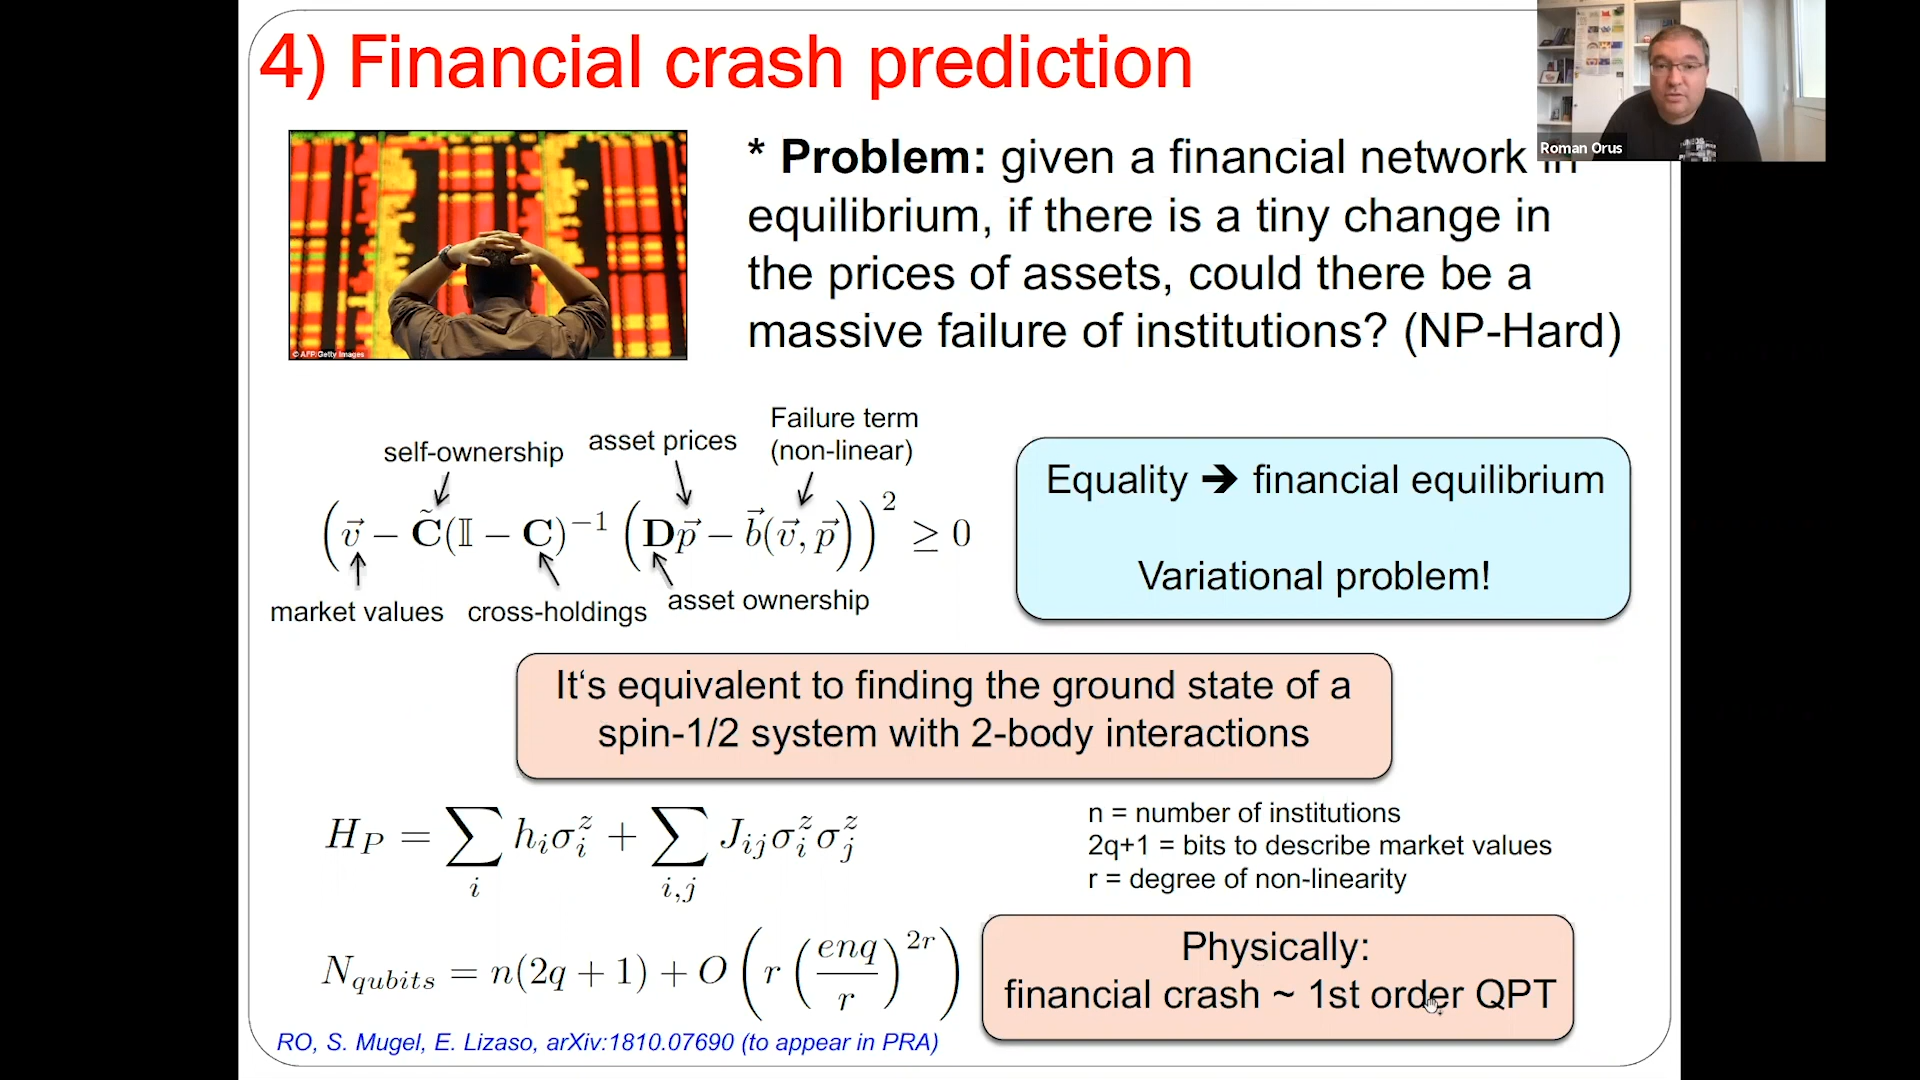 4) Financial crash prediction
Roman Orus
© AFP/Getty Images
* Problem: given a financial network in
equilibrium, if there is a tiny change in
the prices of assets, could there be a
massive failure of institutions? (NP-Hard)
Failure term
(non-linear)
asset prices
self-ownership
(v⃗ − C̃(𝕀 − C)⁻¹ (Dp⃗ − b⃗(v⃗, p⃗)))² ≥ 0
market values
cross-holdings
asset ownership
Equality ➔ financial equilibrium
Variational problem!
It‘s equivalent to finding the ground state of a
spin-1/2 system with 2-body interactions
H_P = ∑_i h_i σ_i^z + ∑_{i,j} J_{ij} σ_i^z σ_j^z
n = number of institutions
2q+1 = bits to describe market values
r = degree of non-linearity
N_{qubits} = n(2q + 1) + O (r (enq/r)^{2r})
Physically:
financial crash ~ 1st order QPT
RO, S. Mugel, E. Lizaso, arXiv:1810.07690 (to appear in PRA)